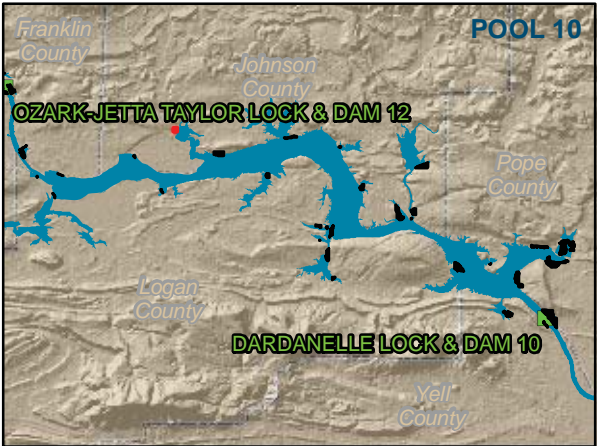 POOL 10
Franklin
County
Johnson
County
OZARK-JETTA TAYLOR LOCK & DAM 12
Pope
County
Logan
County
DARDANELLE LOCK & DAM 10
Yell
County